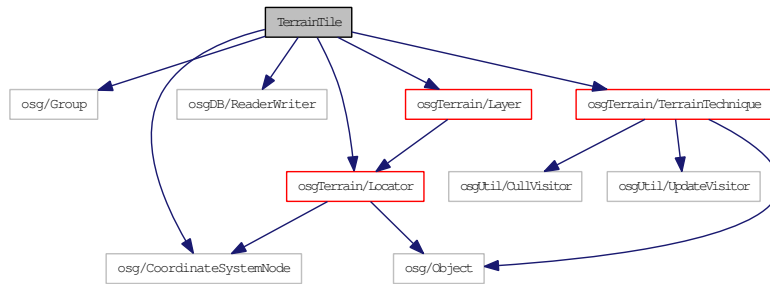 TerrainTile
osg/Group
osgDB/ReaderWriter
osgTerrain/Layer
osgTerrain/TerrainTechnique
osgTerrain/Locator
osgUtil/CullVisitor
osgUtil/UpdateVisitor
osg/CoordinateSystemNode
osg/Object